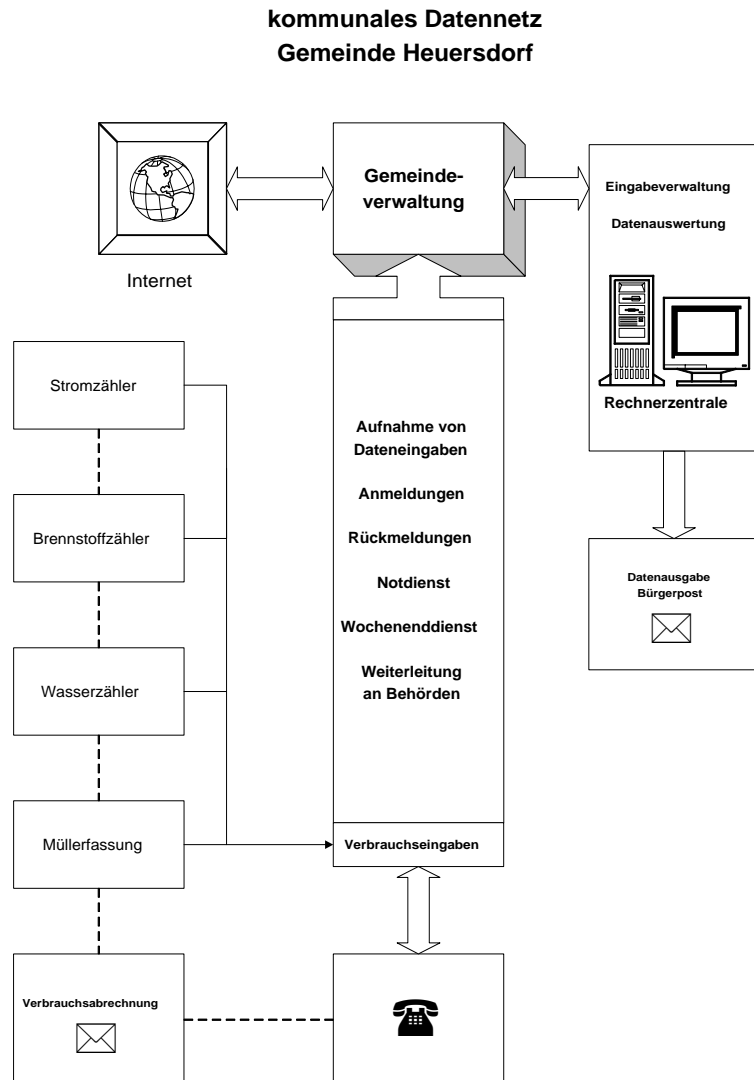 kommunales Datennetz
Gemeinde Heuersdorf
Gemeinde-
verwaltung
Internet
Eingabeverwaltung
Datenauswertung
Rechnerzentrale
Stromzähler
Brennstoffzähler
Wasserzähler
Müllerfassung
Verbrauchsabrechnung
Aufnahme von
Dateneingaben
Anmeldungen
Rückmeldungen
Notdienst
Wochenenddienst
Weiterleitung
an Behörden
Verbrauchseingaben
Datenausgabe
Bürgerpost